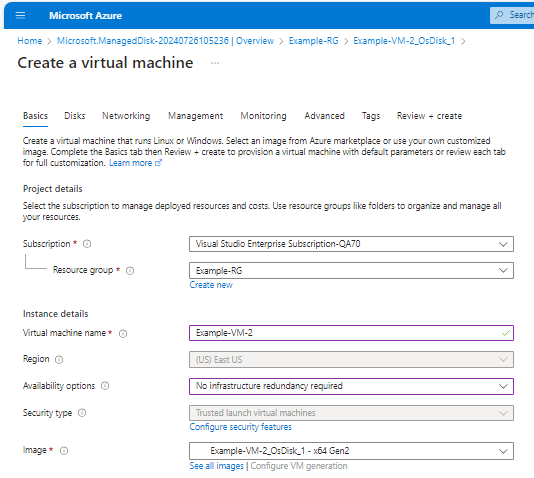 Microsoft Azure
Search
Home > Microsoft.ManagedDisk-20240726105236 | Overview > Example-RG > Example-VM-2_OsDisk_1 >
Create a virtual machine ...
Basics Disks Networking Management Monitoring Advanced Tags Review + create
Create a virtual machine that runs Linux or Windows. Select an image from Azure marketplace or use your own customized
image. Complete the Basics tab then Review + create to provision a virtual machine with default parameters or review each tab
for full customization. Learn more
Project details
Select the subscription to manage deployed resources and costs. Use resource groups like folders to organize and manage all
your resources.
Subscription * Visual Studio Enterprise Subscription-QA70
Resource group * Example-RG
Create new
Instance details
Virtual machine name * Example-VM-2
Region (US) East US
Availability options No infrastructure redundancy required
Security type Trusted launch virtual machines
Configure security features
Image * Example-VM-2_OsDisk_1 - x64 Gen2
See all images | Configure VM generation